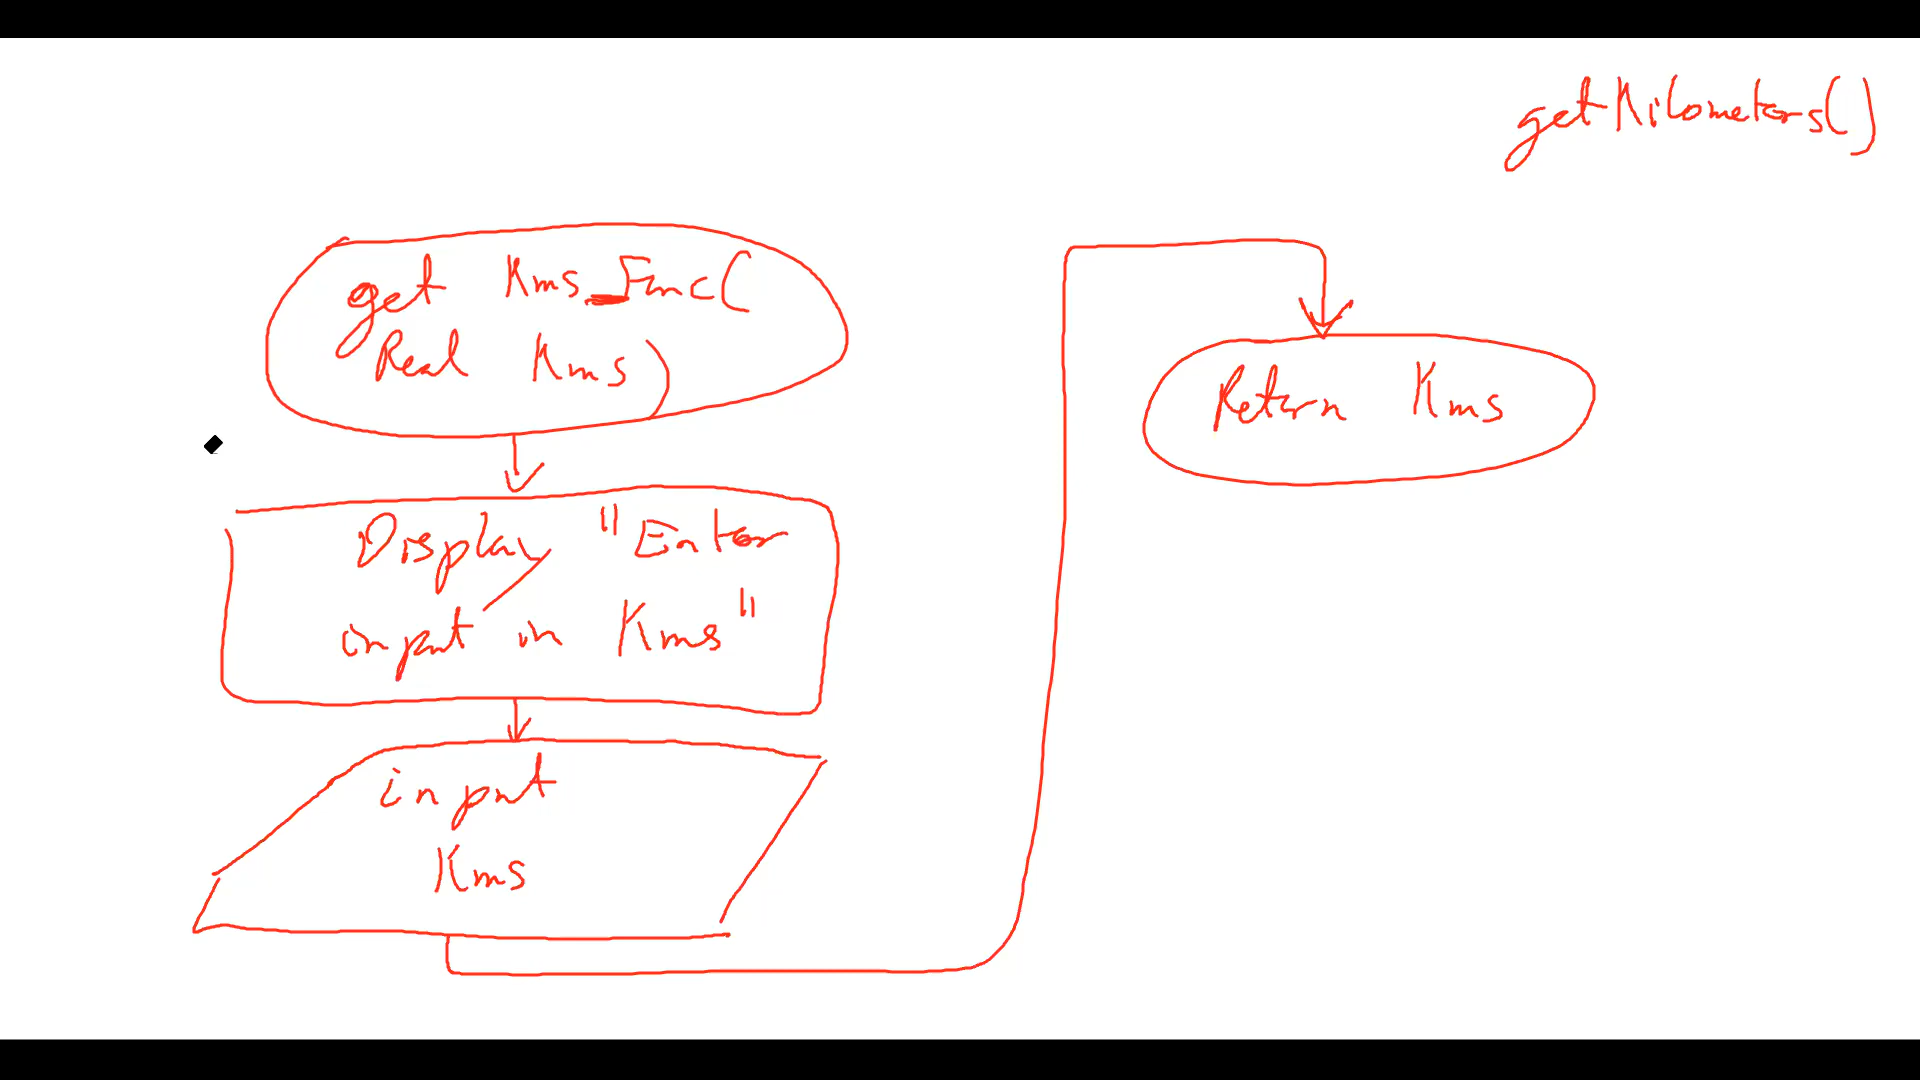 getKilometers()
get Kms_Func(
Real Kms)
Display "Enter
input in Kms"
input
Kms
Return Kms